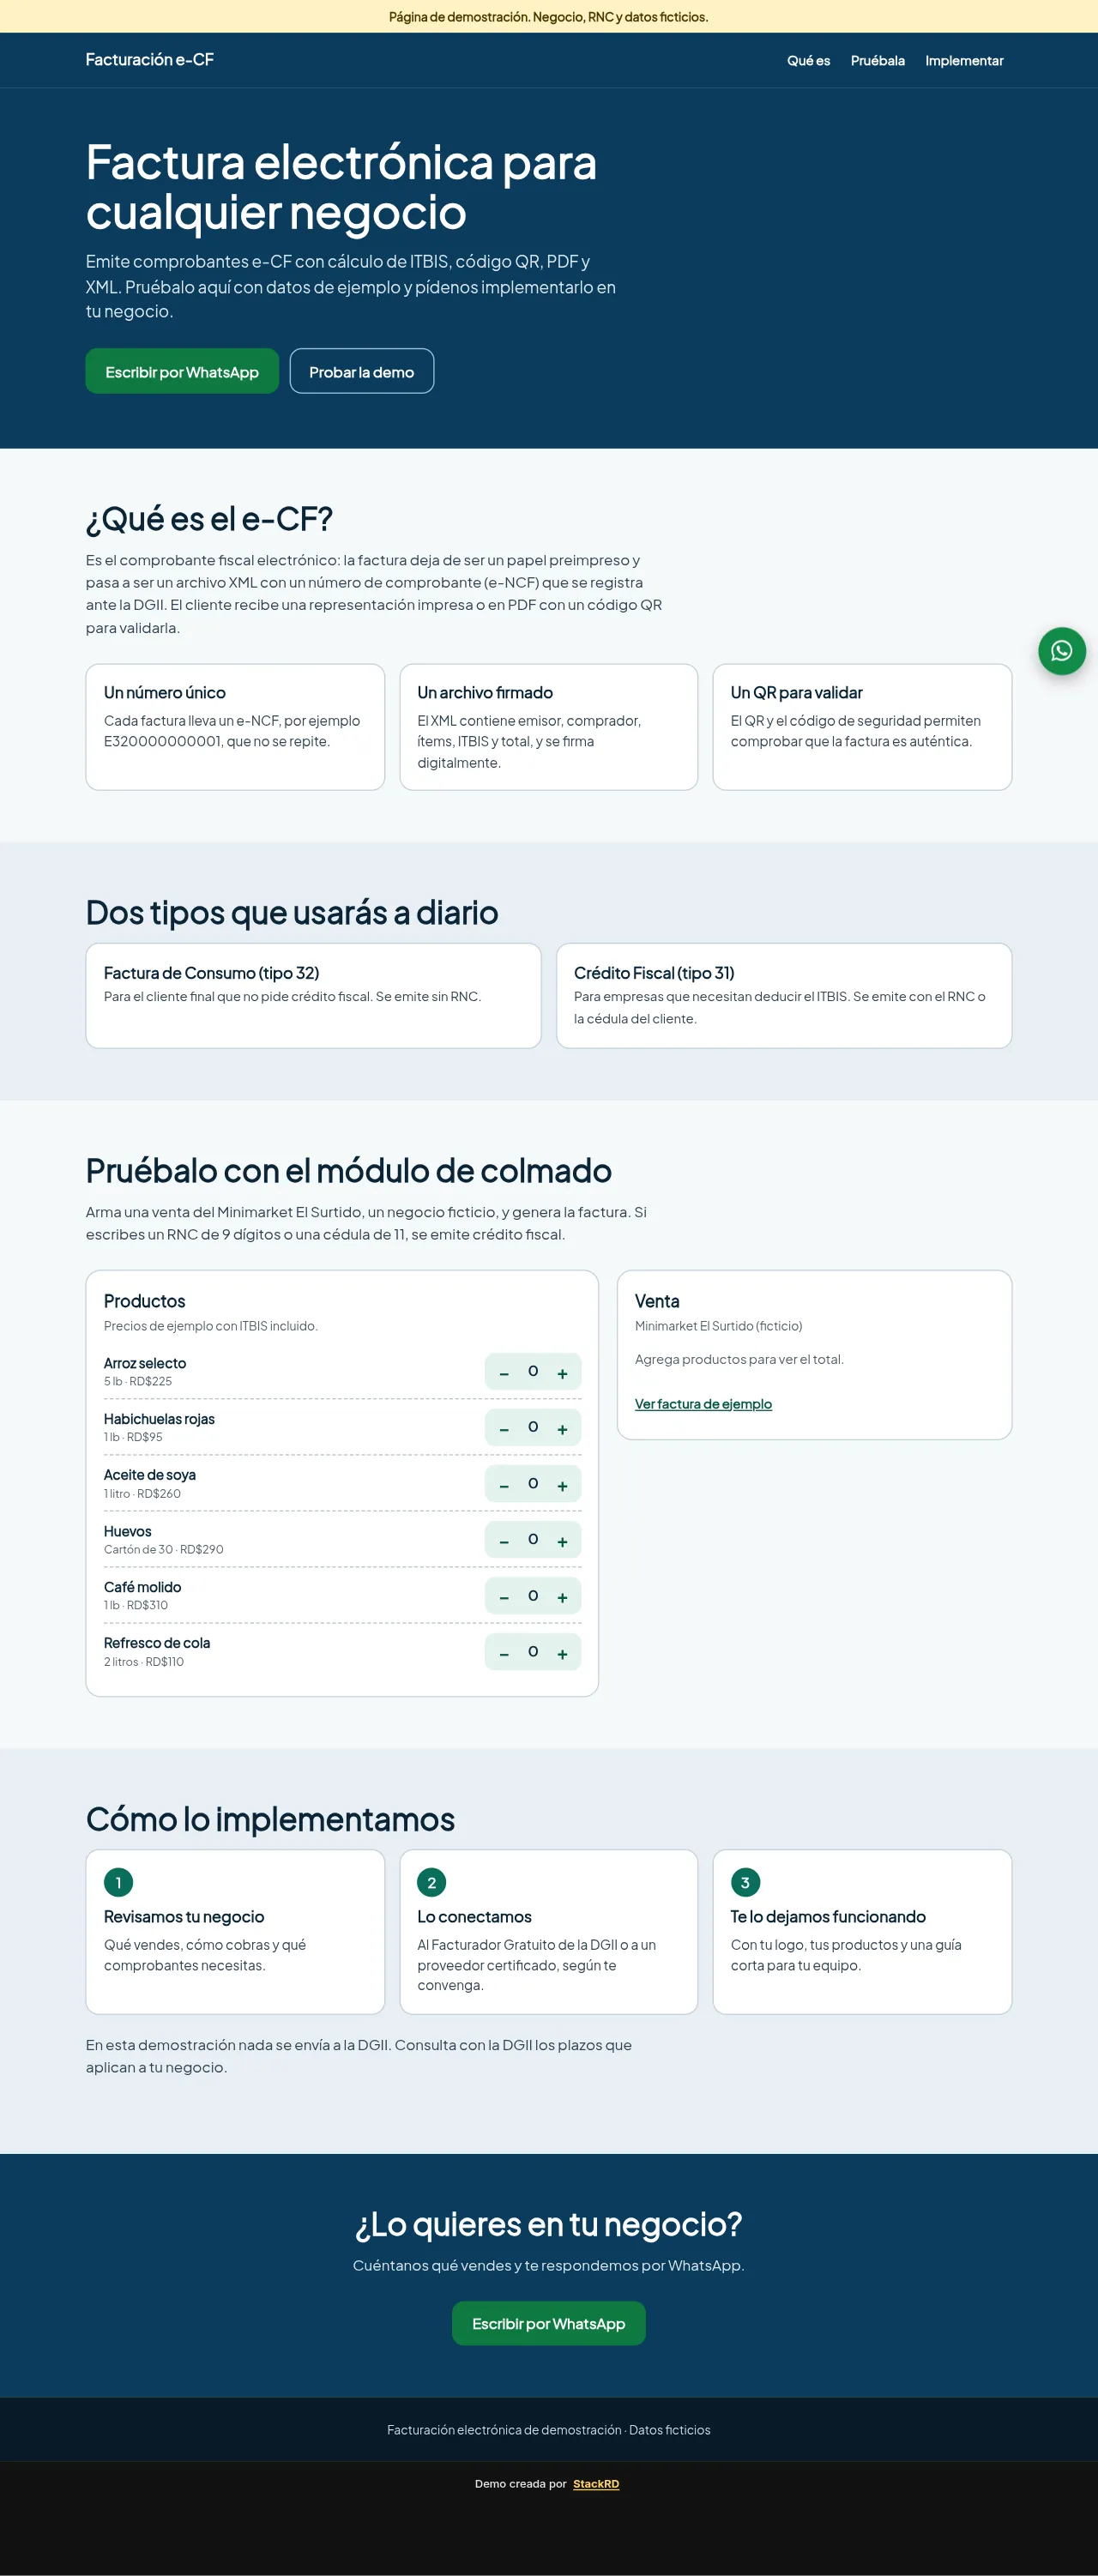 Página de demostración. Negocio, RNC y datos ficticios.
Facturación e-CF
Qué es
Pruébala
Implementar
Factura electrónica para
cualquier negocio
Emite comprobantes e-CF con cálculo de ITBIS, código QR, PDF y
XML. Pruébalo aquí con datos de ejemplo y pídenos implementarlo en
tu negocio.
Escribir por WhatsApp
Probar la demo
¿Qué es el e-CF?
Es el comprobante fiscal electrónico: la factura deja de ser un papel preimpreso y
pasa a ser un archivo XML con un número de comprobante (e-NCF) que se registra
ante la DGII. El cliente recibe una representación impresa o en PDF con un código QR
para validarla.
Un número único
Cada factura lleva un e-NCF, por ejemplo
E320000000001, que no se repite.
Un archivo firmado
El XML contiene emisor, comprador,
ítems, ITBIS y total, y se firma
digitalmente.
Un QR para validar
El QR y el código de seguridad permiten
comprobar que la factura es auténtica.
Dos tipos que usarás a diario
Factura de Consumo (tipo 32)
Para el cliente final que no pide crédito fiscal. Se emite sin RNC.
Crédito Fiscal (tipo 31)
Para empresas que necesitan deducir el ITBIS. Se emite con el RNC o
la cédula del cliente.
Pruébalo con el módulo de colmado
Arma una venta del Minimarket El Surtido, un negocio ficticio, y genera la factura. Si
escribes un RNC de 9 dígitos o una cédula de 11, se emite crédito fiscal.
Productos
Precios de ejemplo con ITBIS incluido.
Arroz selecto
5 lb · RD$225
– 0 +
Habichuelas rojas
1 lb · RD$95
– 0 +
Aceite de soya
1 litro · RD$260
– 0 +
Huevos
Cartón de 30 · RD$290
– 0 +
Café molido
1 lb · RD$310
– 0 +
Refresco de cola
2 litros · RD$110
– 0 +
Venta
Minimarket El Surtido (ficticio)
Agrega productos para ver el total.
Ver factura de ejemplo
Cómo lo implementamos
1
Revisamos tu negocio
Qué vendes, cómo cobras y qué
comprobantes necesitas.
2
Lo conectamos
Al Facturador Gratuito de la DGII o a un
proveedor certificado, según te
convenga.
3
Te lo dejamos funcionando
Con tu logo, tus productos y una guía
corta para tu equipo.
En esta demostración nada se envía a la DGII. Consulta con la DGII los plazos que
aplican a tu negocio.
¿Lo quieres en tu negocio?
Cuéntanos qué vendes y te respondemos por WhatsApp.
Escribir por WhatsApp
Facturación electrónica de demostración · Datos ficticios
Demo creada por StackRD